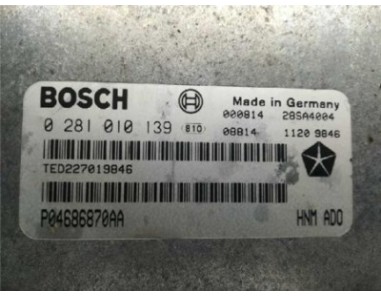 BOSCH Made in Germany
000814 28SA4004
0 281 010 139 810 08814 1120 9846
TED227019846
P04686870AA HNM ADO